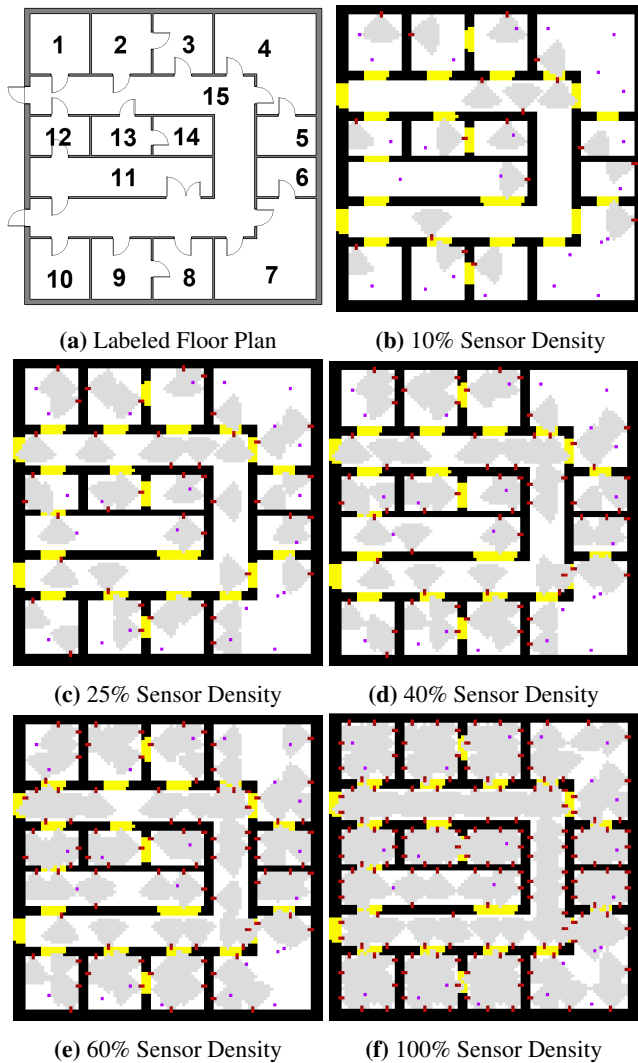 1 2 3 4
15
12 13 14 5
11 6
10 9 8 7
(a) Labeled Floor Plan (b) 10% Sensor Density
(c) 25% Sensor Density (d) 40% Sensor Density
(e) 60% Sensor Density (f) 100% Sensor Density